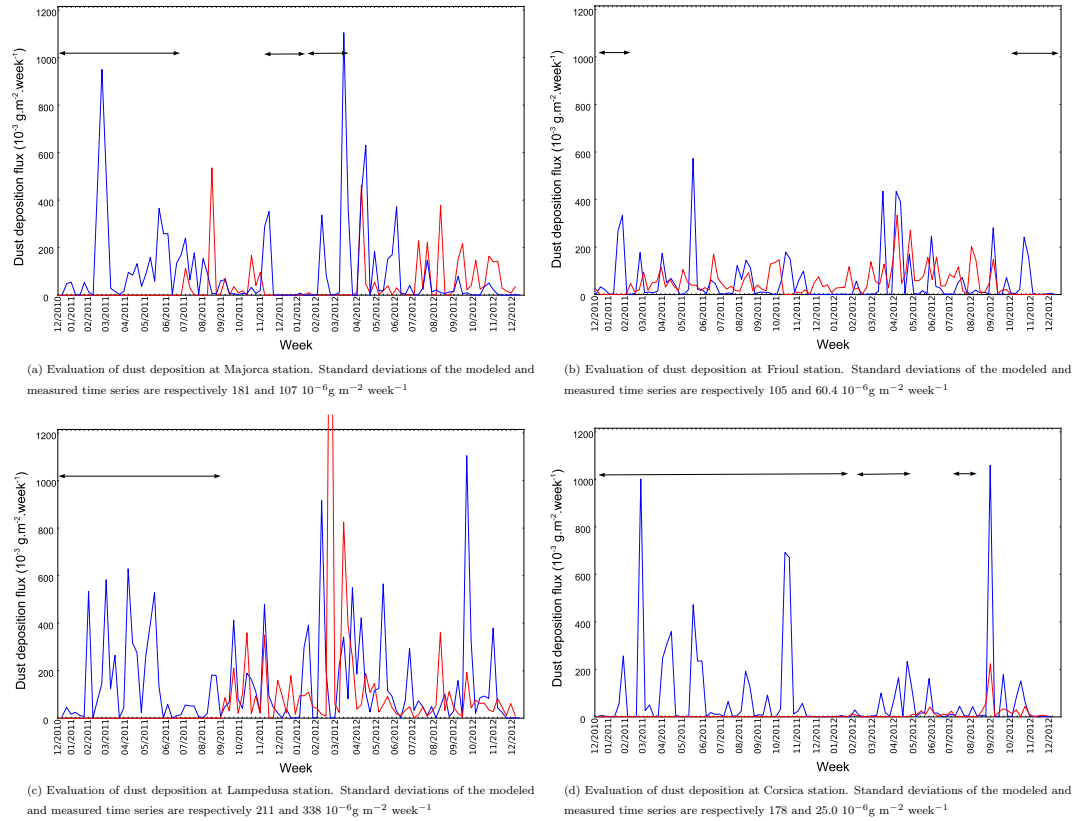 1200
1000
800
600
400
200
0
Dust deposition flux (10⁻³ g.m⁻².week⁻¹)
12/2010 01/2011 02/2011 03/2011 04/2011 05/2011 06/2011 07/2011 08/2011 09/2011 10/2011 11/2011 12/2011 01/2012 02/2012 03/2012 04/2012 05/2012 06/2012 07/2012 08/2012 09/2012 10/2012 11/2012 12/2012
Week
(a) Evaluation of dust deposition at Majorca station. Standard deviations of the modeled and
measured time series are respectively 181 and 107 10⁻⁶g m⁻² week⁻¹
1200
1000
800
600
400
200
0
Dust deposition flux (10⁻³ g.m⁻².week⁻¹)
12/2010 01/2011 02/2011 03/2011 04/2011 05/2011 06/2011 07/2011 08/2011 09/2011 10/2011 11/2011 12/2011 01/2012 02/2012 03/2012 04/2012 05/2012 06/2012 07/2012 08/2012 09/2012 10/2012 11/2012 12/2012
Week
(b) Evaluation of dust deposition at Frioul station. Standard deviations of the modeled and
measured time series are respectively 105 and 60.4 10⁻⁶g m⁻² week⁻¹
1200
1000
800
600
400
200
0
Dust deposition flux (10⁻³ g.m⁻².week⁻¹)
12/2010 01/2011 02/2011 03/2011 04/2011 05/2011 06/2011 07/2011 08/2011 09/2011 10/2011 11/2011 12/2011 01/2012 02/2012 03/2012 04/2012 05/2012 06/2012 07/2012 08/2012 09/2012 10/2012 11/2012 12/2012
Week
(c) Evaluation of dust deposition at Lampedusa station. Standard deviations of the modeled
and measured time series are respectively 211 and 338 10⁻⁶g m⁻² week⁻¹
1200
1000
800
600
400
200
0
Dust deposition flux (10⁻³ g.m⁻².week⁻¹)
12/2010 01/2011 02/2011 03/2011 04/2011 05/2011 06/2011 07/2011 08/2011 09/2011 10/2011 11/2011 12/2011 01/2012 02/2012 03/2012 04/2012 05/2012 06/2012 07/2012 08/2012 09/2012 10/2012 11/2012 12/2012
Week
(d) Evaluation of dust deposition at Corsica station. Standard deviations of the modeled and
measured time series are respectively 178 and 25.0 10⁻⁶g m⁻² week⁻¹